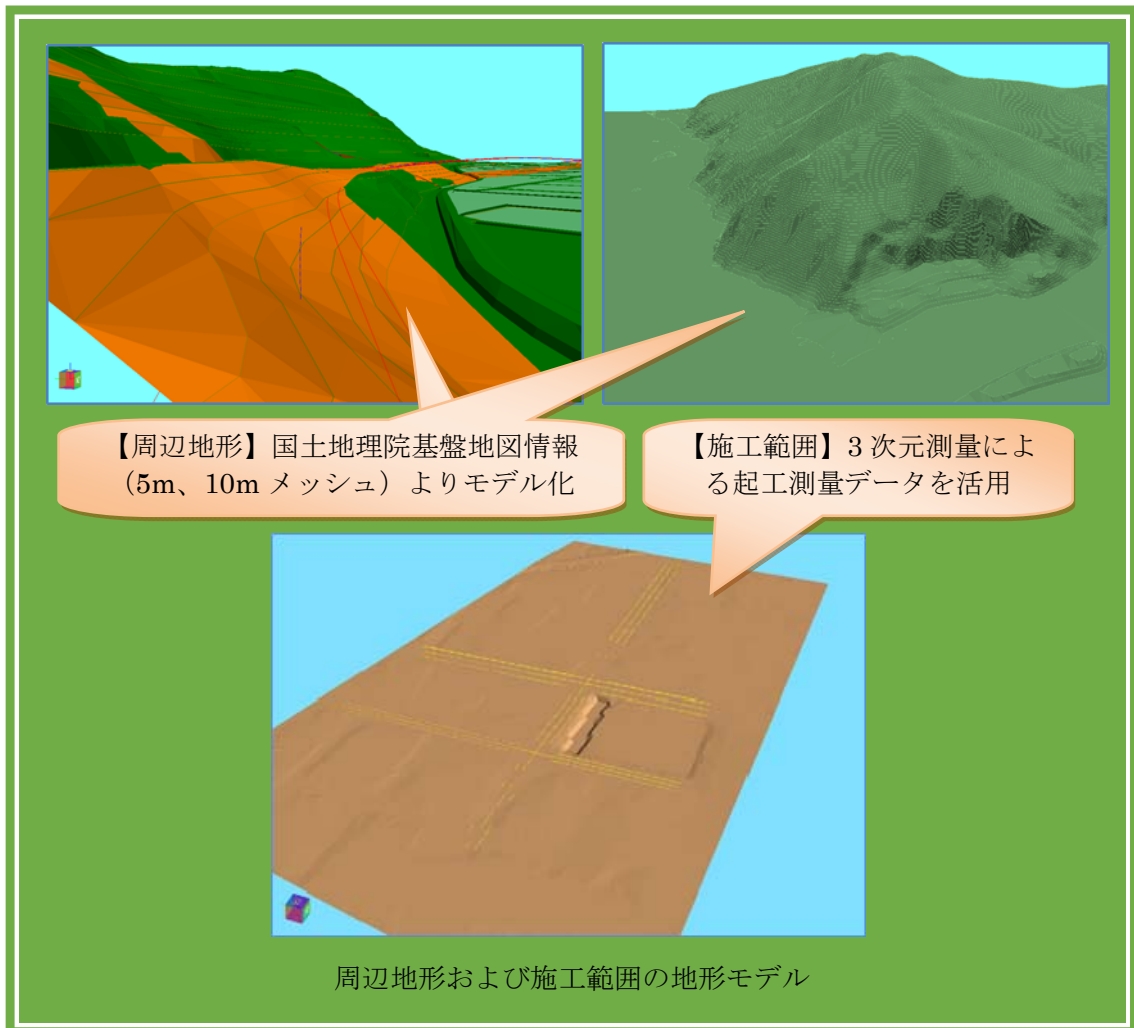 【周辺地形】国土地理院基盤地図情報
（5m、10m メッシュ）よりモデル化
【施工範囲】3 次元測量によ
る起工測量データを活用
周辺地形および施工範囲の地形モデル